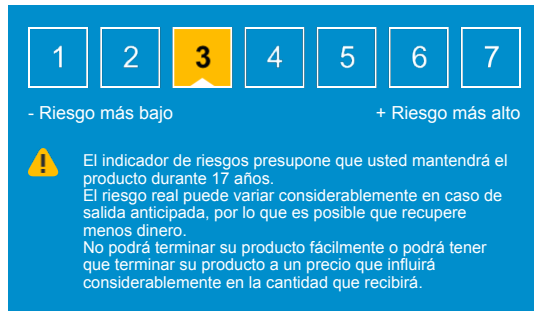 1 2 3 4 5 6 7
- Riesgo más bajo + Riesgo más alto
El indicador de riesgos presupone que usted mantendrá el
producto durante 17 años.
El riesgo real puede variar considerablemente en caso de
salida anticipada, por lo que es posible que recupere
menos dinero.
No podrá terminar su producto fácilmente o podrá tener
que terminar su producto a un precio que influirá
considerablemente en la cantidad que recibirá.